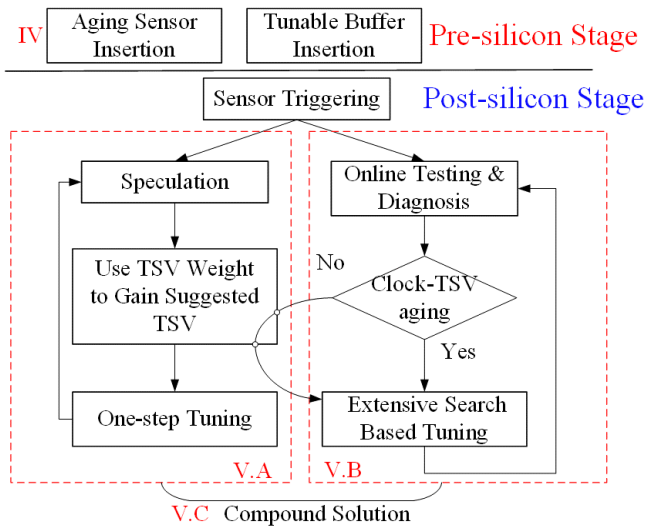 IV
Aging Sensor
Insertion
Tunable Buffer
Insertion
Pre-silicon Stage
Sensor Triggering
Post-silicon Stage
Speculation
Online Testing &
Diagnosis
Use TSV Weight
to Gain Suggested
TSV
No
Clock-TSV
aging
Yes
One-step Tuning
Extensive Search
Based Tuning
V.A
V.B
V.C Compound Solution